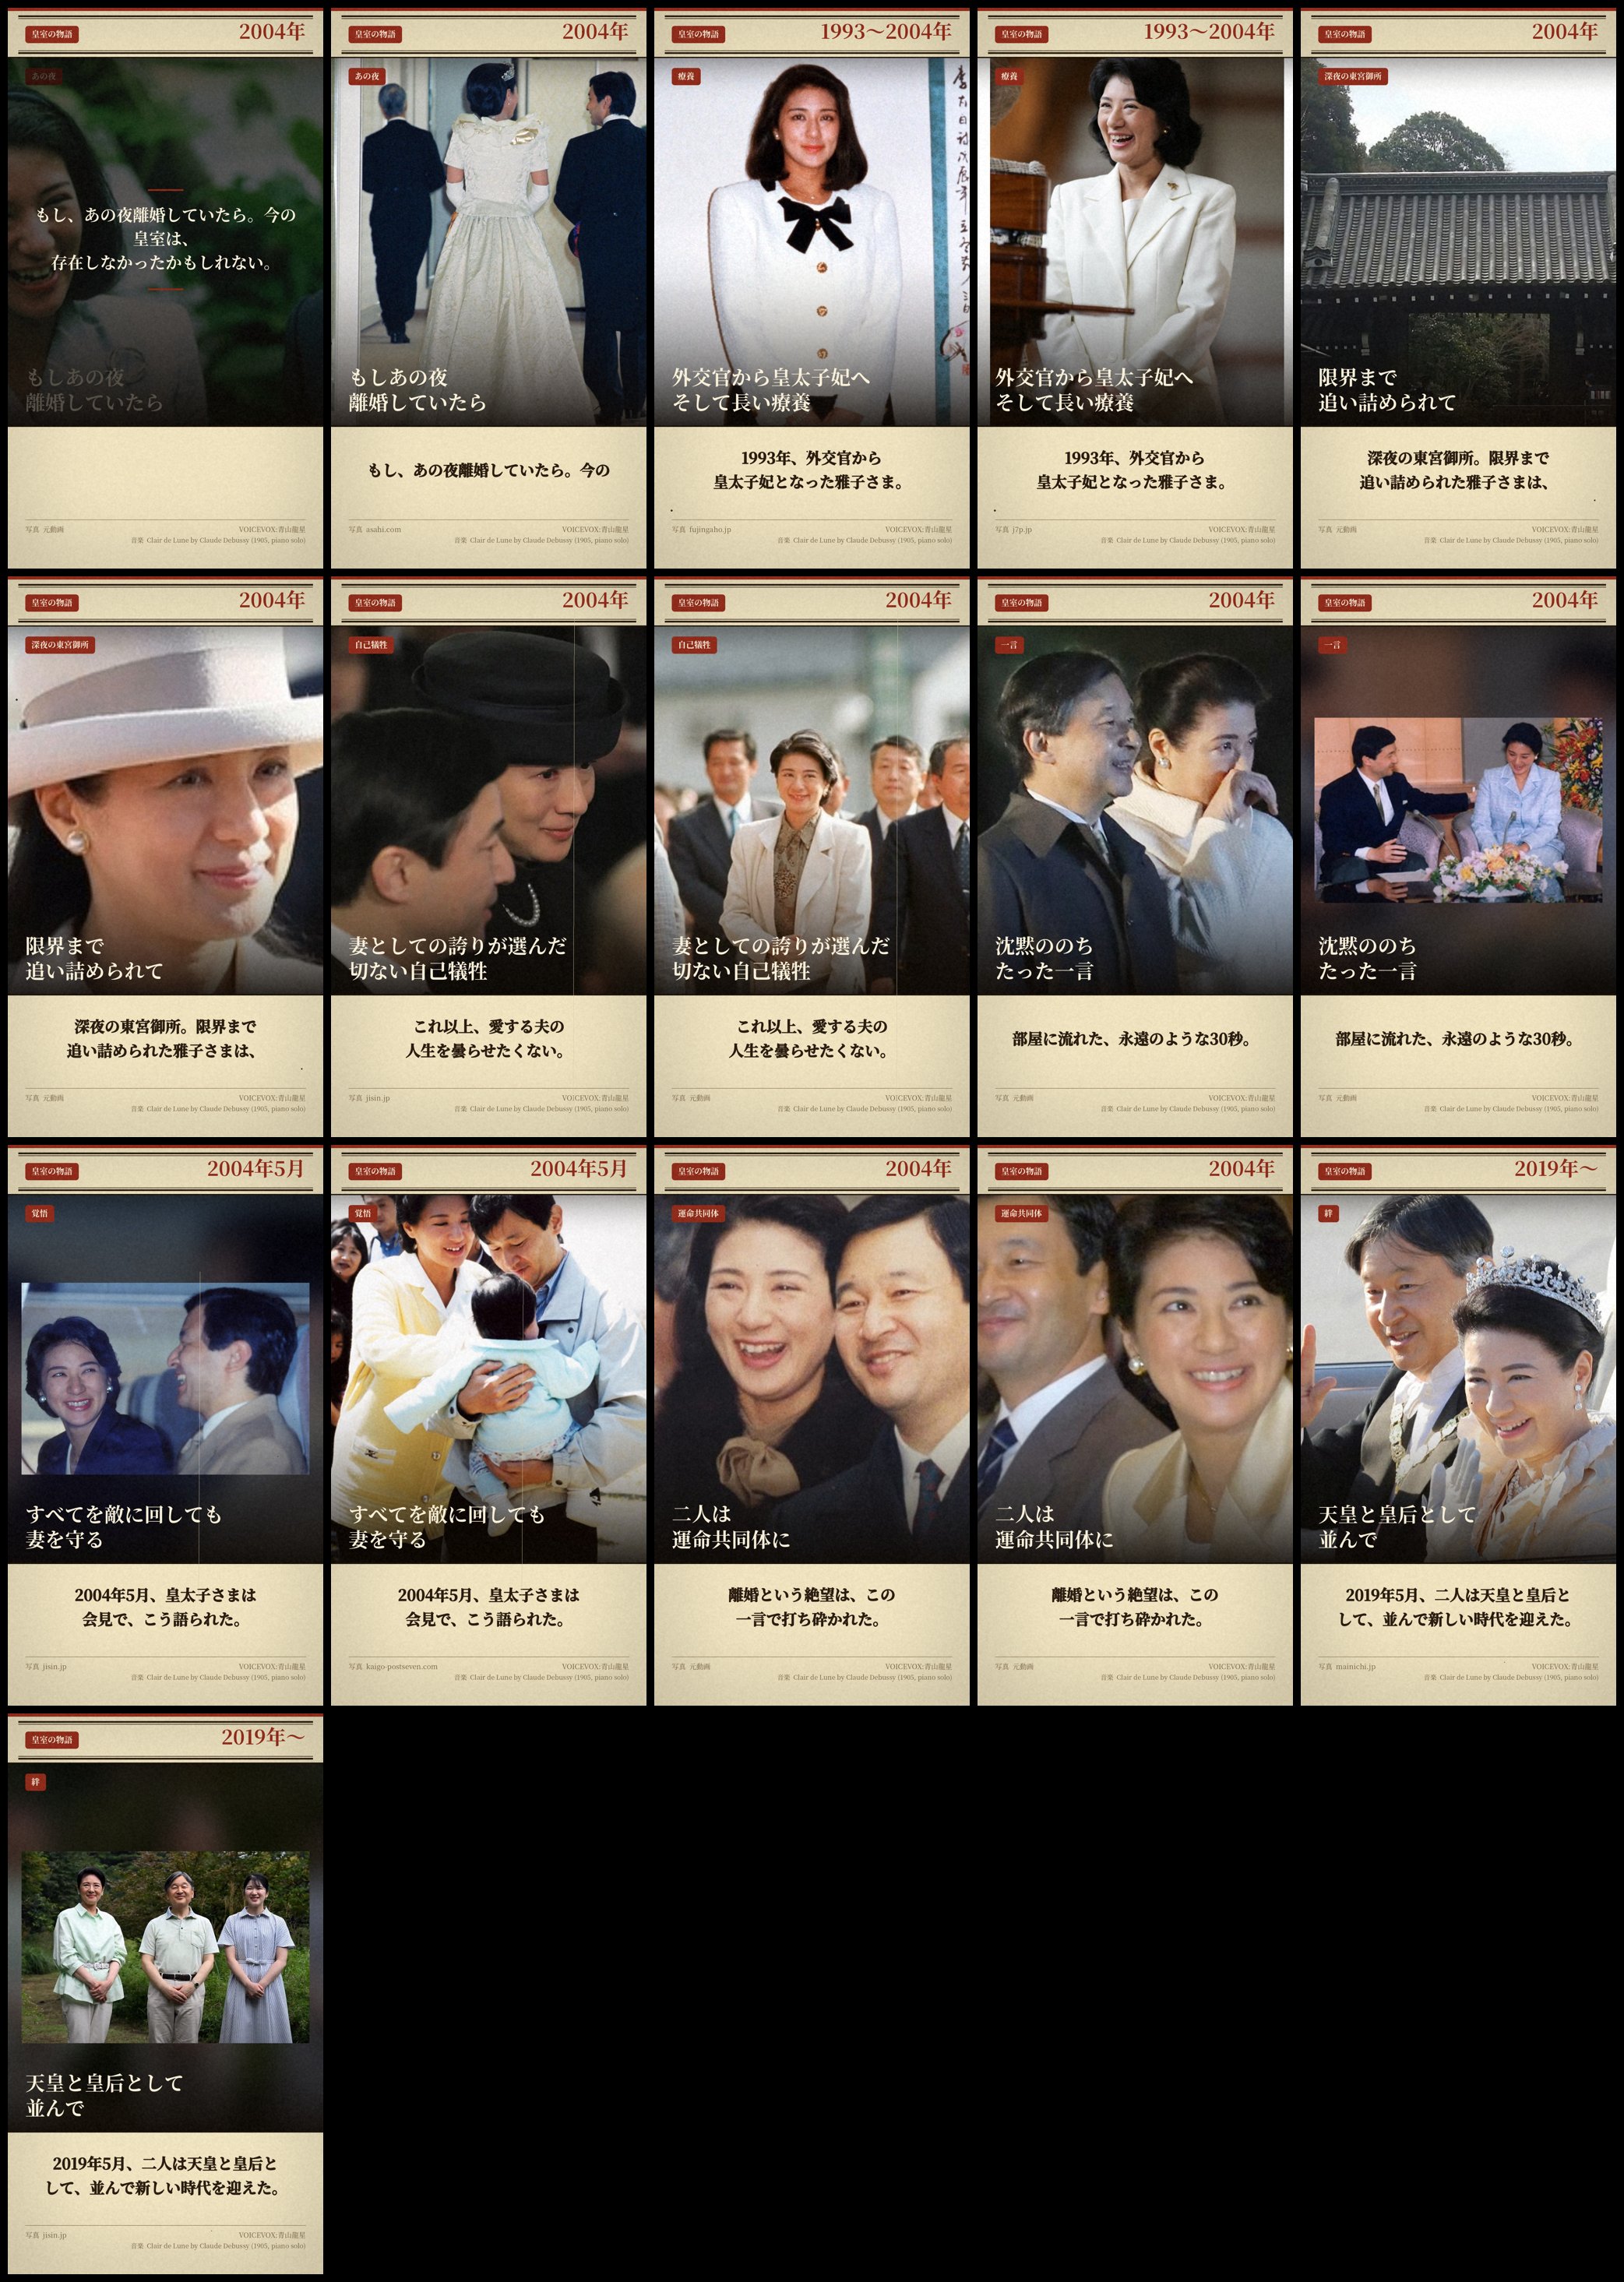 皇室の物語
2004年
あの夜
もし、あの夜離婚していたら。今の
皇室は、
存在しなかったかもしれない。
もしあの夜
離婚していたら
写真 元動画
VOICEVOX:青山龍星
音楽 Clair de Lune by Claude Debussy (1905, piano solo)
皇室の物語
2004年
あの夜
もしあの夜
離婚していたら
もし、あの夜離婚していたら。今の
写真 asahi.com
VOICEVOX:青山龍星
音楽 Clair de Lune by Claude Debussy (1905, piano solo)
皇室の物語
1993～2004年
療養
外交官から皇太子妃へ
そして長い療養
1993年、外交官から
皇太子妃となった雅子さま。
写真 fujingaho.jp
VOICEVOX:青山龍星
音楽 Clair de Lune by Claude Debussy (1905, piano solo)
皇室の物語
1993～2004年
療養
外交官から皇太子妃へ
そして長い療養
1993年、外交官から
皇太子妃となった雅子さま。
写真 j7p.jp
VOICEVOX:青山龍星
音楽 Clair de Lune by Claude Debussy (1905, piano solo)
皇室の物語
2004年
深夜の東宮御所
限界まで
追い詰められて
深夜の東宮御所。限界まで
追い詰められた雅子さまは、
写真 元動画
VOICEVOX:青山龍星
音楽 Clair de Lune by Claude Debussy (1905, piano solo)
皇室の物語
2004年
深夜の東宮御所
限界まで
追い詰められて
深夜の東宮御所。限界まで
追い詰められた雅子さまは、
写真 元動画
VOICEVOX:青山龍星
音楽 Clair de Lune by Claude Debussy (1905, piano solo)
皇室の物語
2004年
自己犠牲
妻としての誇りが選んだ
切ない自己犠牲
これ以上、愛する夫の
人生を曇らせたくない。
写真 jisin.jp
VOICEVOX:青山龍星
音楽 Clair de Lune by Claude Debussy (1905, piano solo)
皇室の物語
2004年
自己犠牲
妻としての誇りが選んだ
切ない自己犠牲
これ以上、愛する夫の
人生を曇らせたくない。
写真 元動画
VOICEVOX:青山龍星
音楽 Clair de Lune by Claude Debussy (1905, piano solo)
皇室の物語
2004年
一言
沈黙ののち
たった一言
部屋に流れた、永遠のような30秒。
写真 元動画
VOICEVOX:青山龍星
音楽 Clair de Lune by Claude Debussy (1905, piano solo)
皇室の物語
2004年
一言
沈黙ののち
たった一言
部屋に流れた、永遠のような30秒。
写真 元動画
VOICEVOX:青山龍星
音楽 Clair de Lune by Claude Debussy (1905, piano solo)
皇室の物語
2004年5月
覚悟
すべてを敵に回しても
妻を守る
2004年5月、皇太子さまは
会見で、こう語られた。
写真 jisin.jp
VOICEVOX:青山龍星
音楽 Clair de Lune by Claude Debussy (1905, piano solo)
皇室の物語
2004年5月
覚悟
すべてを敵に回しても
妻を守る
2004年5月、皇太子さまは
会見で、こう語られた。
写真 kaigo-postseven.com
VOICEVOX:青山龍星
音楽 Clair de Lune by Claude Debussy (1905, piano solo)
皇室の物語
2004年
運命共同体
二人は
運命共同体に
離婚という絶望は、この
一言で打ち砕かれた。
写真 元動画
VOICEVOX:青山龍星
音楽 Clair de Lune by Claude Debussy (1905, piano solo)
皇室の物語
2004年
運命共同体
二人は
運命共同体に
離婚という絶望は、この
一言で打ち砕かれた。
写真 元動画
VOICEVOX:青山龍星
音楽 Clair de Lune by Claude Debussy (1905, piano solo)
皇室の物語
2019年～
絆
天皇と皇后として
並んで
2019年5月、二人は天皇と皇后と
して、並んで新しい時代を迎えた。
写真 mainichi.jp
VOICEVOX:青山龍星
音楽 Clair de Lune by Claude Debussy (1905, piano solo)
皇室の物語
2019年～
絆
天皇と皇后として
並んで
2019年5月、二人は天皇と皇后と
して、並んで新しい時代を迎えた。
写真 jisin.jp
VOICEVOX:青山龍星
音楽 Clair de Lune by Claude Debussy (1905, piano solo)